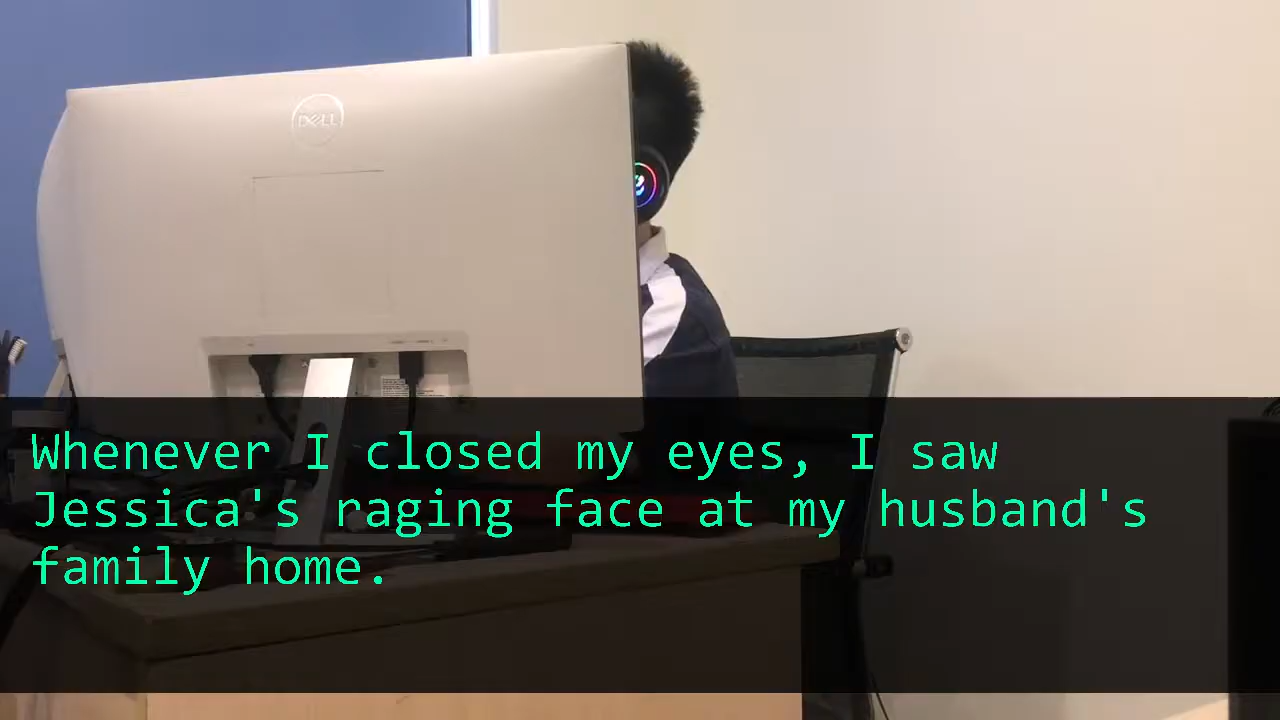 DELL
Whenever I closed my eyes, I saw
Jessica's raging face at my husband's
family home.